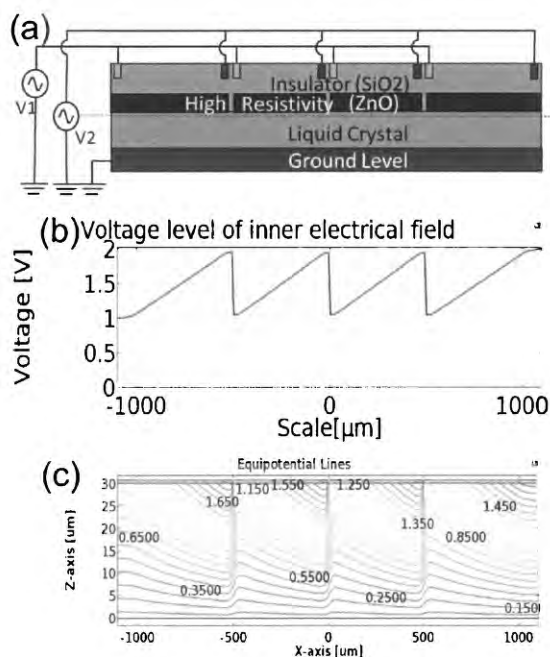 (a)
V1
V2
Insulator (SiO2)
High Resistivity (ZnO)
Liquid Crystal
Ground Level
(b) Voltage level of inner electrical field
Voltage [V]
2
1.5
1
0.5
0
-1000 0 1000
Scale[µm]
(c)
Equipotential Lines
Z-axis [um]
30
25
20
15
10
5
0
1.150 1.550 1.250
1.650 1.450
1.350
0.6500 0.8500
0.5500
0.3500 0.2500
0.1500
-1000 -500 0 500 1000
X-axis [um]